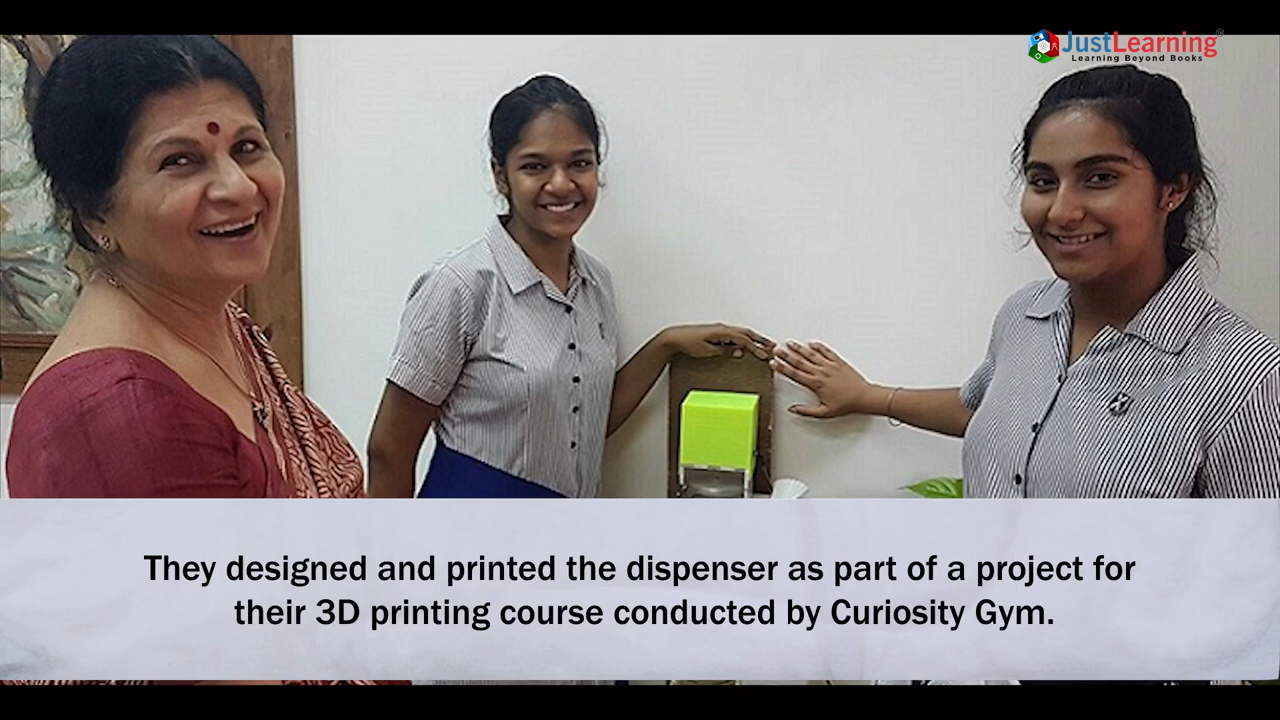 JustLearning
Learning Beyond Books
They designed and printed the dispenser as part of a project for
their 3D printing course conducted by Curiosity Gym.